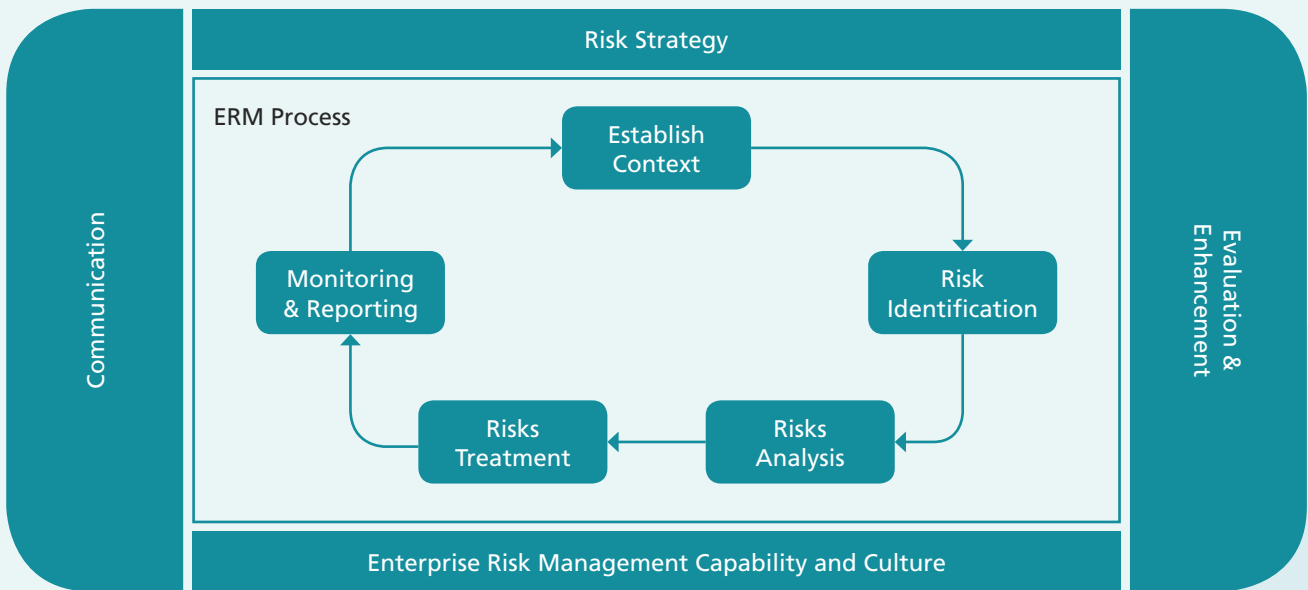 Risk Strategy
ERM Process
Establish
Context
Risk
Identification
Risks
Analysis
Risks
Treatment
Monitoring
& Reporting
Communication
Evaluation &
Enhancement
Enterprise Risk Management Capability and Culture